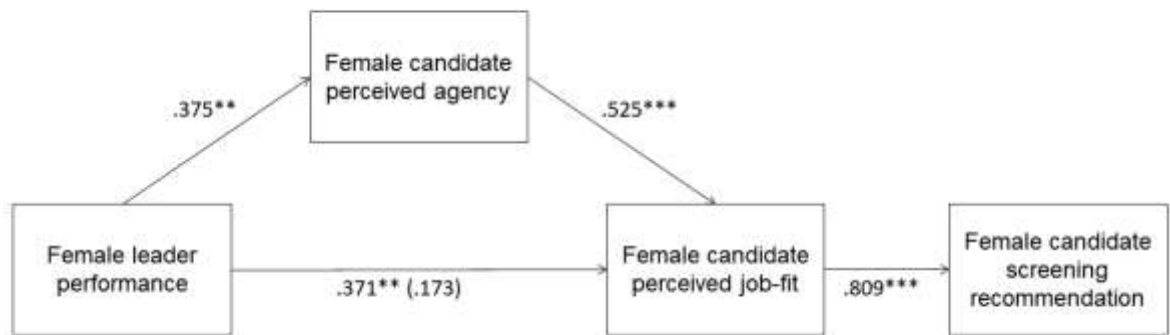 Female candidate
perceived agency
.375**
.525***
Female leader
performance
.371** (.173)
Female candidate
perceived job-fit
.809***
Female candidate
screening
recommendation